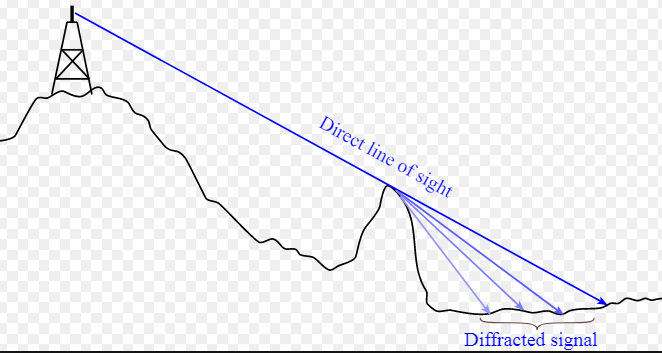 Direct line of sight
Diffracted signal